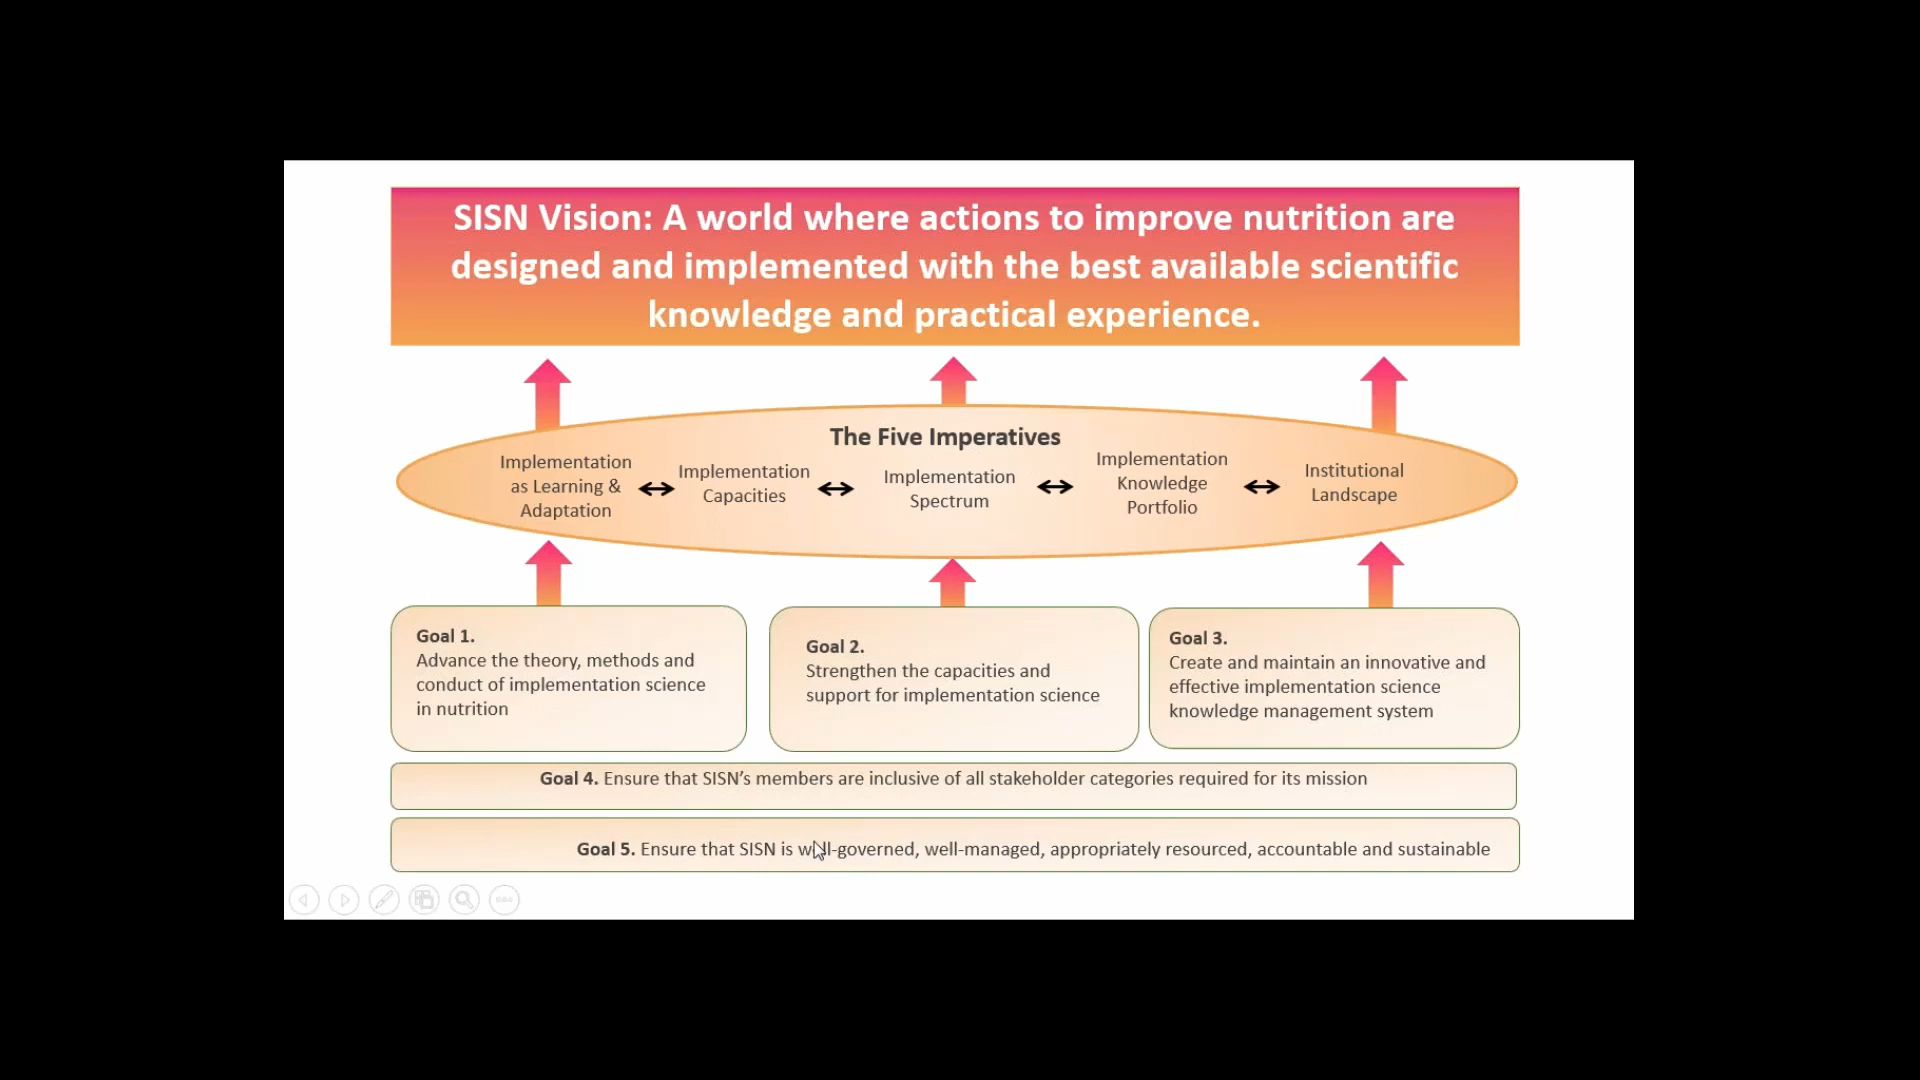 SISN Vision: A world where actions to improve nutrition are
designed and implemented with the best available scientific
knowledge and practical experience.
The Five Imperatives
Implementation
as Learning &
Adaptation
Implementation
Capacities
Implementation
Spectrum
Implementation
Knowledge
Portfolio
Institutional
Landscape
Goal 1.
Advance the theory, methods and
conduct of implementation science
in nutrition
Goal 2.
Strengthen the capacities and
support for implementation science
Goal 3.
Create and maintain an innovative and
effective implementation science
knowledge management system
Goal 4. Ensure that SISN’s members are inclusive of all stakeholder categories required for its mission
Goal 5. Ensure that SISN is well-governed, well-managed, appropriately resourced, accountable and sustainable